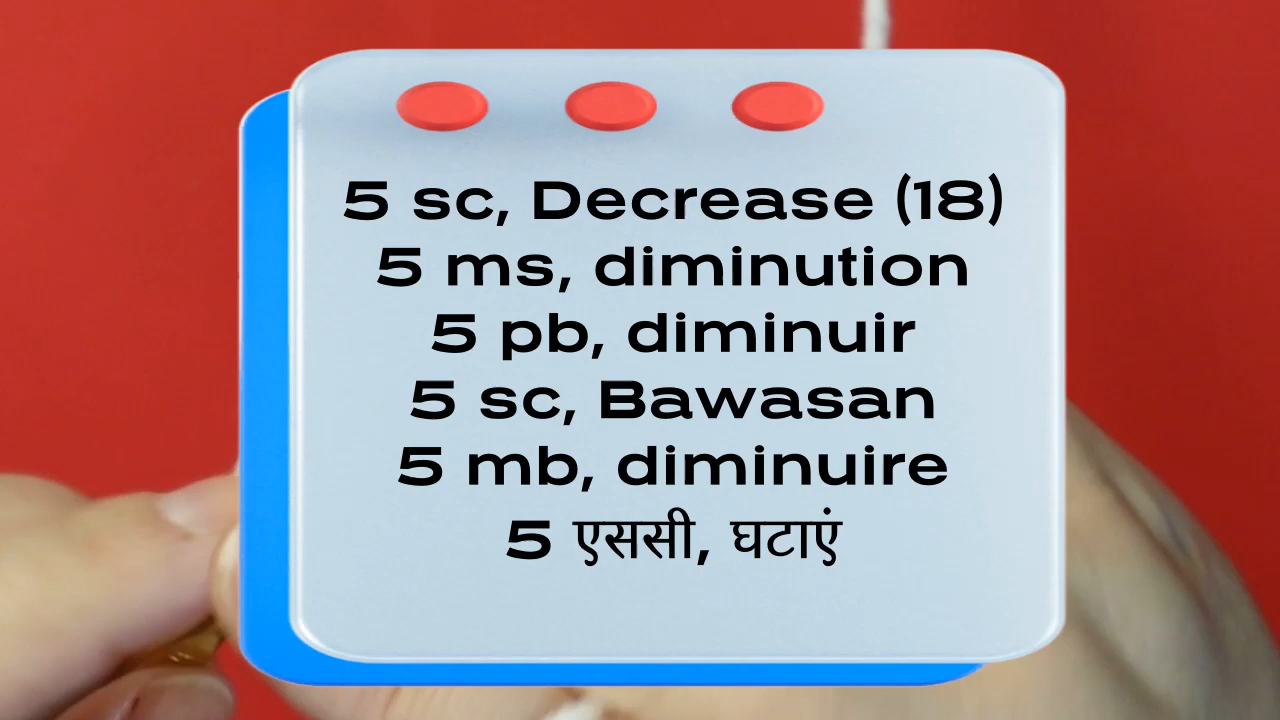 5 sc, Decrease (18)
5 ms, diminution
5 pb, diminuir
5 sc, Bawasan
5 mb, diminuire
5 एससी, घटाएं